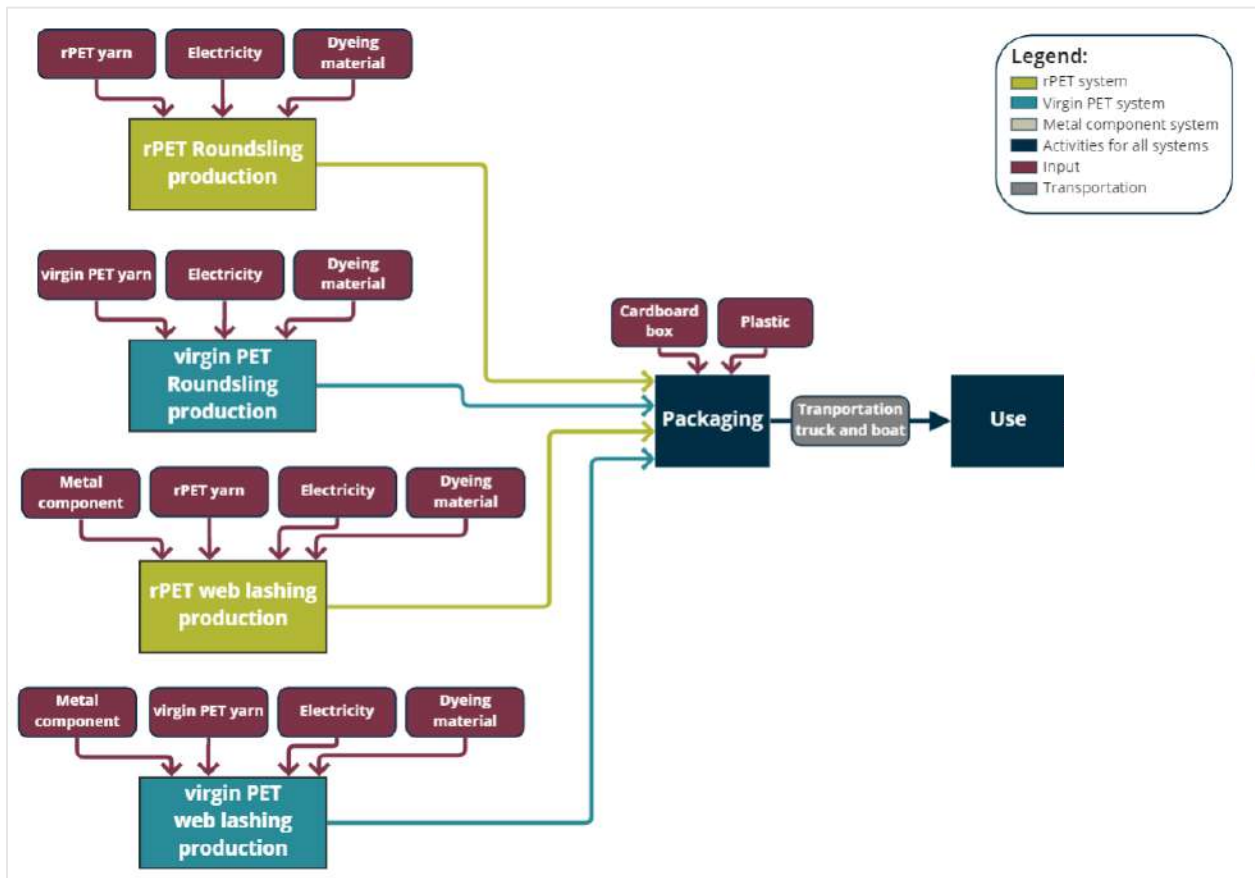 rPET yarn
Electricity
Dyeing
material
rPET Roundsling
production
Legend:
rPET system
Virgin PET system
Metal component system
Activities for all systems
Input
Transportation
virgin PET yarn
Electricity
Dyeing
material
virgin PET
Roundsling
production
Cardboard
box
Plastic
Packaging
Tranportation
truck and boat
Use
Metal
component
rPET yarn
Electricity
Dyeing
material
rPET web lashing
production
Metal
component
virgin PET yarn
Electricity
Dyeing
material
virgin PET
web lashing
production